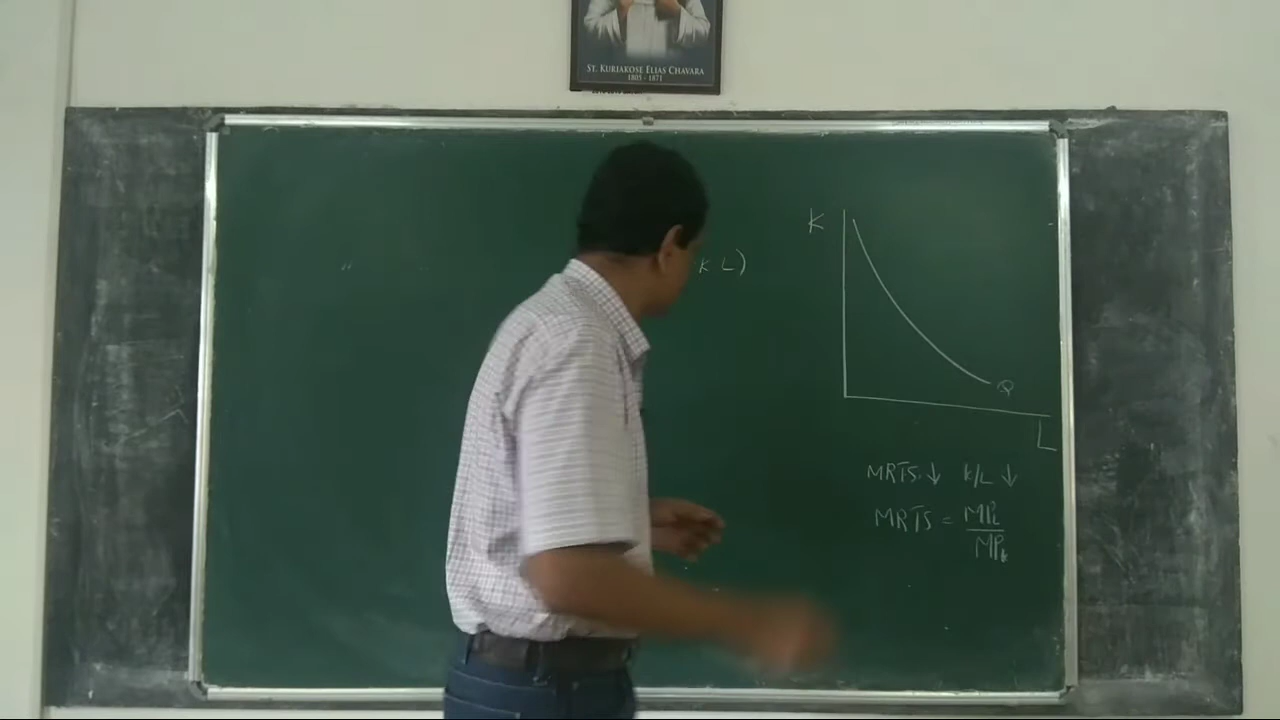 ST. KURIAKOSE ELIAS CHAVARA
1805 - 1871
K L)
K
Q
L
MRTS ↓ K/L ↓
MRTS = MPL
MPk